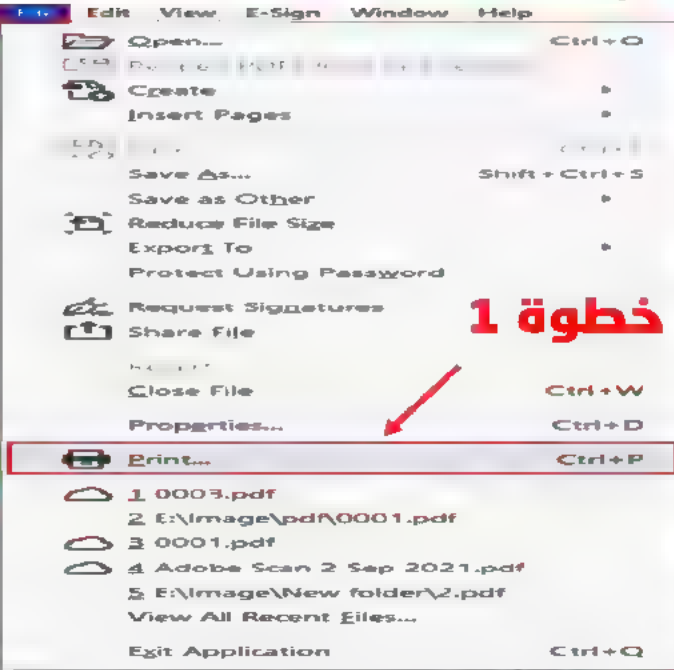 Edit View E-Sign Window Help
Open... Ctrl+O
Create
Insert Pages
Save As... Shift+Ctrl+S
Save as Other
Reduce File Size
Export To
Protect Using Password
Request Signatures
خطوة 1
Share File
Close File Ctrl+W
Properties... Ctrl+D
Print... Ctrl+P
1 0003.pdf
2 E:\Image\pdf\0001.pdf
3 0001.pdf
4 Adobe Scan 2 Sep 2021.pdf
5 E:\Image\New folder\2.pdf
View All Recent Files...
Exit Application Ctrl+Q